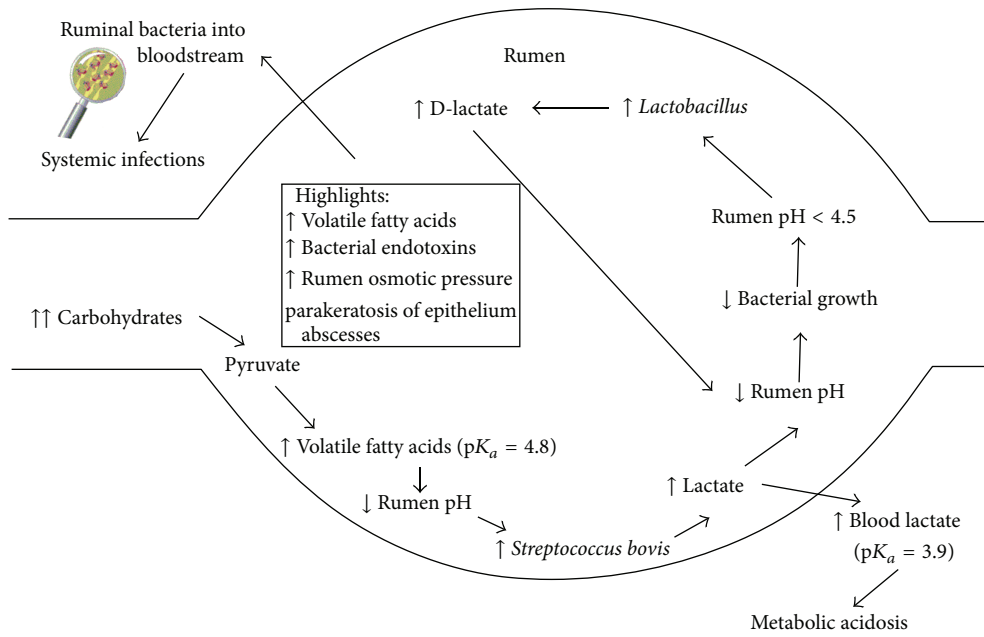 Ruminal bacteria into
bloodstream
Systemic infections
Rumen
↑ D-lactate
↑ Lactobacillus
Highlights:
↑ Volatile fatty acids
↑ Bacterial endotoxins
↑ Rumen osmotic pressure
parakeratosis of epithelium
abscesses
Rumen pH < 4.5
↓ Bacterial growth
↑↑ Carbohydrates
Pyruvate
↓ Rumen pH
↑ Volatile fatty acids (pKa = 4.8)
↓ Rumen pH
↑ Lactate
↑ Streptococcus bovis
↑ Blood lactate
(pKa = 3.9)
Metabolic acidosis